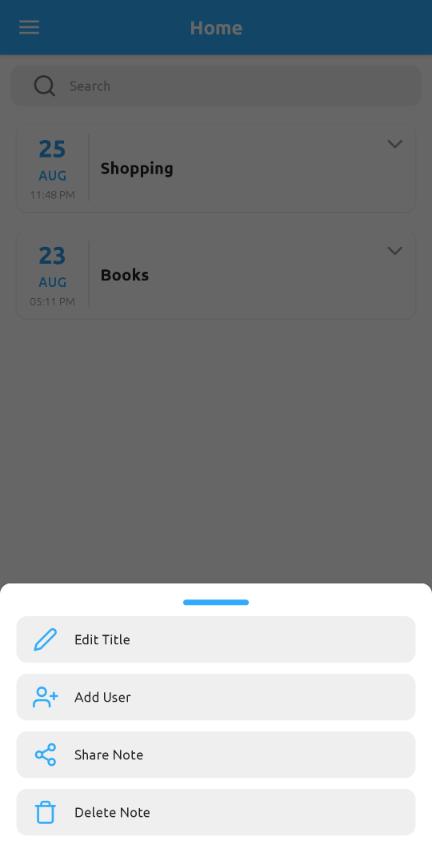 Home
Search
25
AUG
11:48 PM
Shopping
23
AUG
05:11 PM
Books
Edit Title
Add User
Share Note
Delete Note